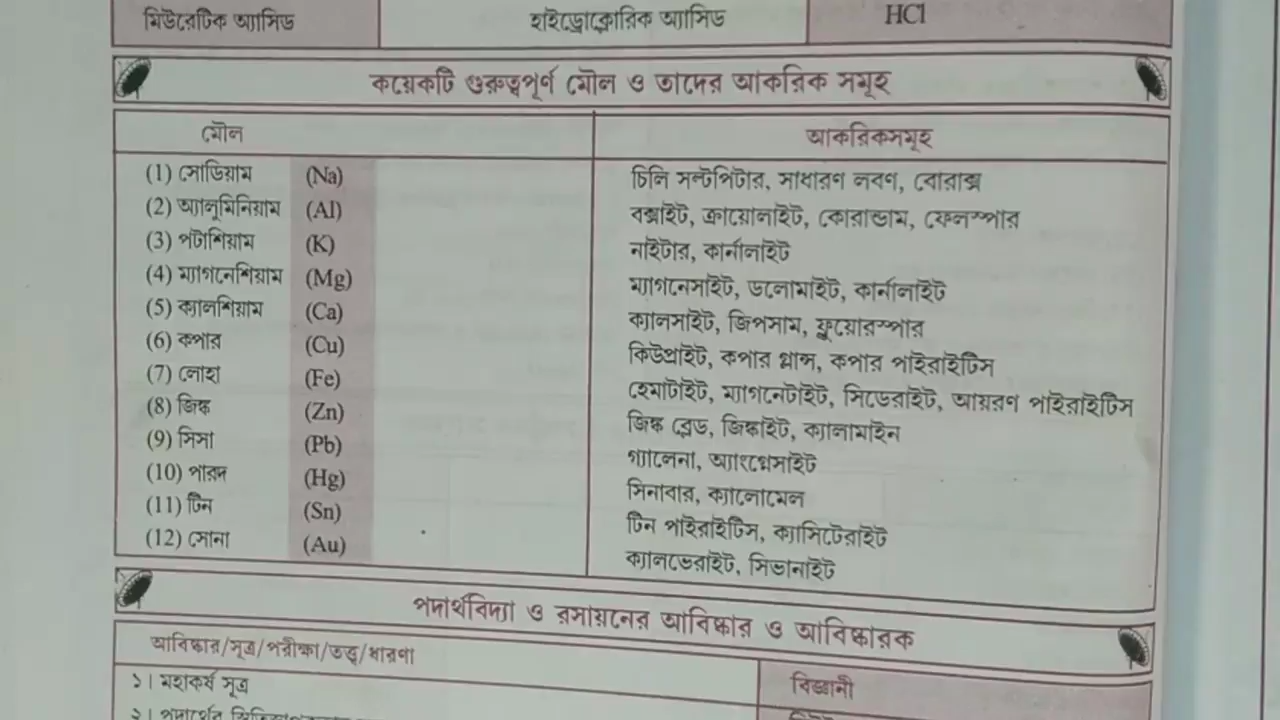 মিউরেটিক অ্যাসিড হাইড্রোক্লোরিক অ্যাসিড HCl
কয়েকটি গুরুত্বপূর্ণ মৌল ও তাদের আকরিক সমূহ
মৌল আকরিকসমূহ
(1) সোডিয়াম (Na) চিলি সল্টপিটার, সাধারণ লবণ, বোরাক্স
(2) অ্যালুমিনিয়াম (Al) বক্সাইট, ক্রায়োলাইট, কোরান্ডাম, ফেলস্পার
(3) পটাশিয়াম (K) নাইটার, কার্নালাইট
(4) ম্যাগনেশিয়াম (Mg) ম্যাগনেসাইট, ডলোমাইট, কার্নালাইট
(5) ক্যালশিয়াম (Ca) ক্যালসাইট, জিপসাম, ফ্লুয়োরস্পার
(6) কপার (Cu) কিউপ্রাইট, কপার গ্লান্স, কপার পাইরাইটিস
(7) লোহা (Fe) হেমাটাইট, ম্যাগনেটাইট, সিডেরাইট, আয়রণ পাইরাইটিস
(8) জিঙ্ক (Zn) জিঙ্ক ব্লেন্ড, জিঙ্কাইট, ক্যালামাইন
(9) সিসা (Pb) গ্যালেনা, অ্যাংগ্লেসাইট
(10) পারদ (Hg) সিনাবার, ক্যালোমেল
(11) টিন (Sn) টিন পাইরাইটিস, ক্যাসিটেরাইট
(12) সোনা (Au) ক্যালভেরাইট, সিভানাইট
পদার্থবিদ্যা ও রসায়নের আবিষ্কার ও আবিষ্কারক
আবিষ্কার/সূত্র/পরীক্ষা/তত্ত্ব/ধারণা বিজ্ঞানী
১। মহাকর্ষ সূত্র
২। পদার্থের